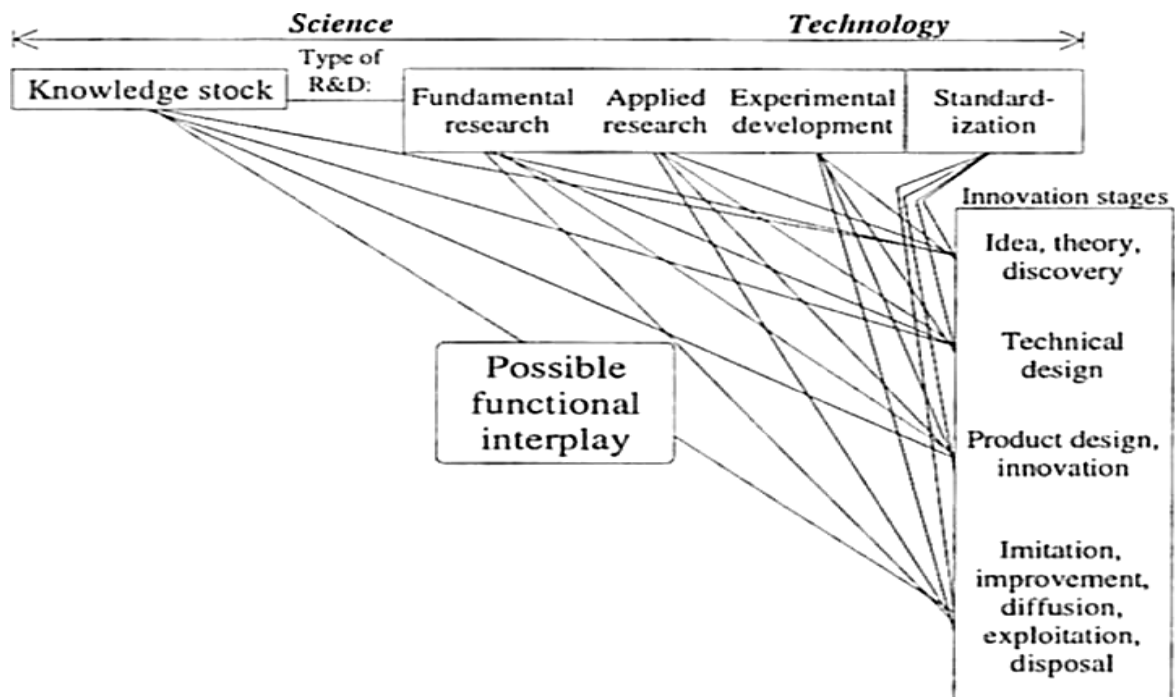 Science
Technology
Type of
R&D:
Knowledge stock
Fundamental
research
Applied
research
Experimental
development
Standard-
ization
Innovation stages
Idea, theory,
discovery
Technical
design
Possible
functional
interplay
Product design,
innovation
Imitation,
improvement,
diffusion,
exploitation,
disposal